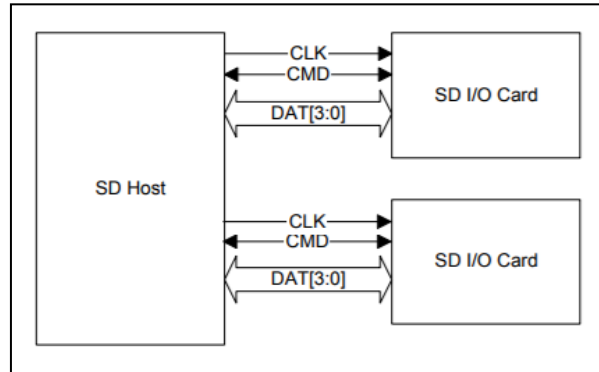 CLK
CMD
DAT[3:0]
SD I/O Card
SD Host
CLK
CMD
DAT[3:0]
SD I/O Card